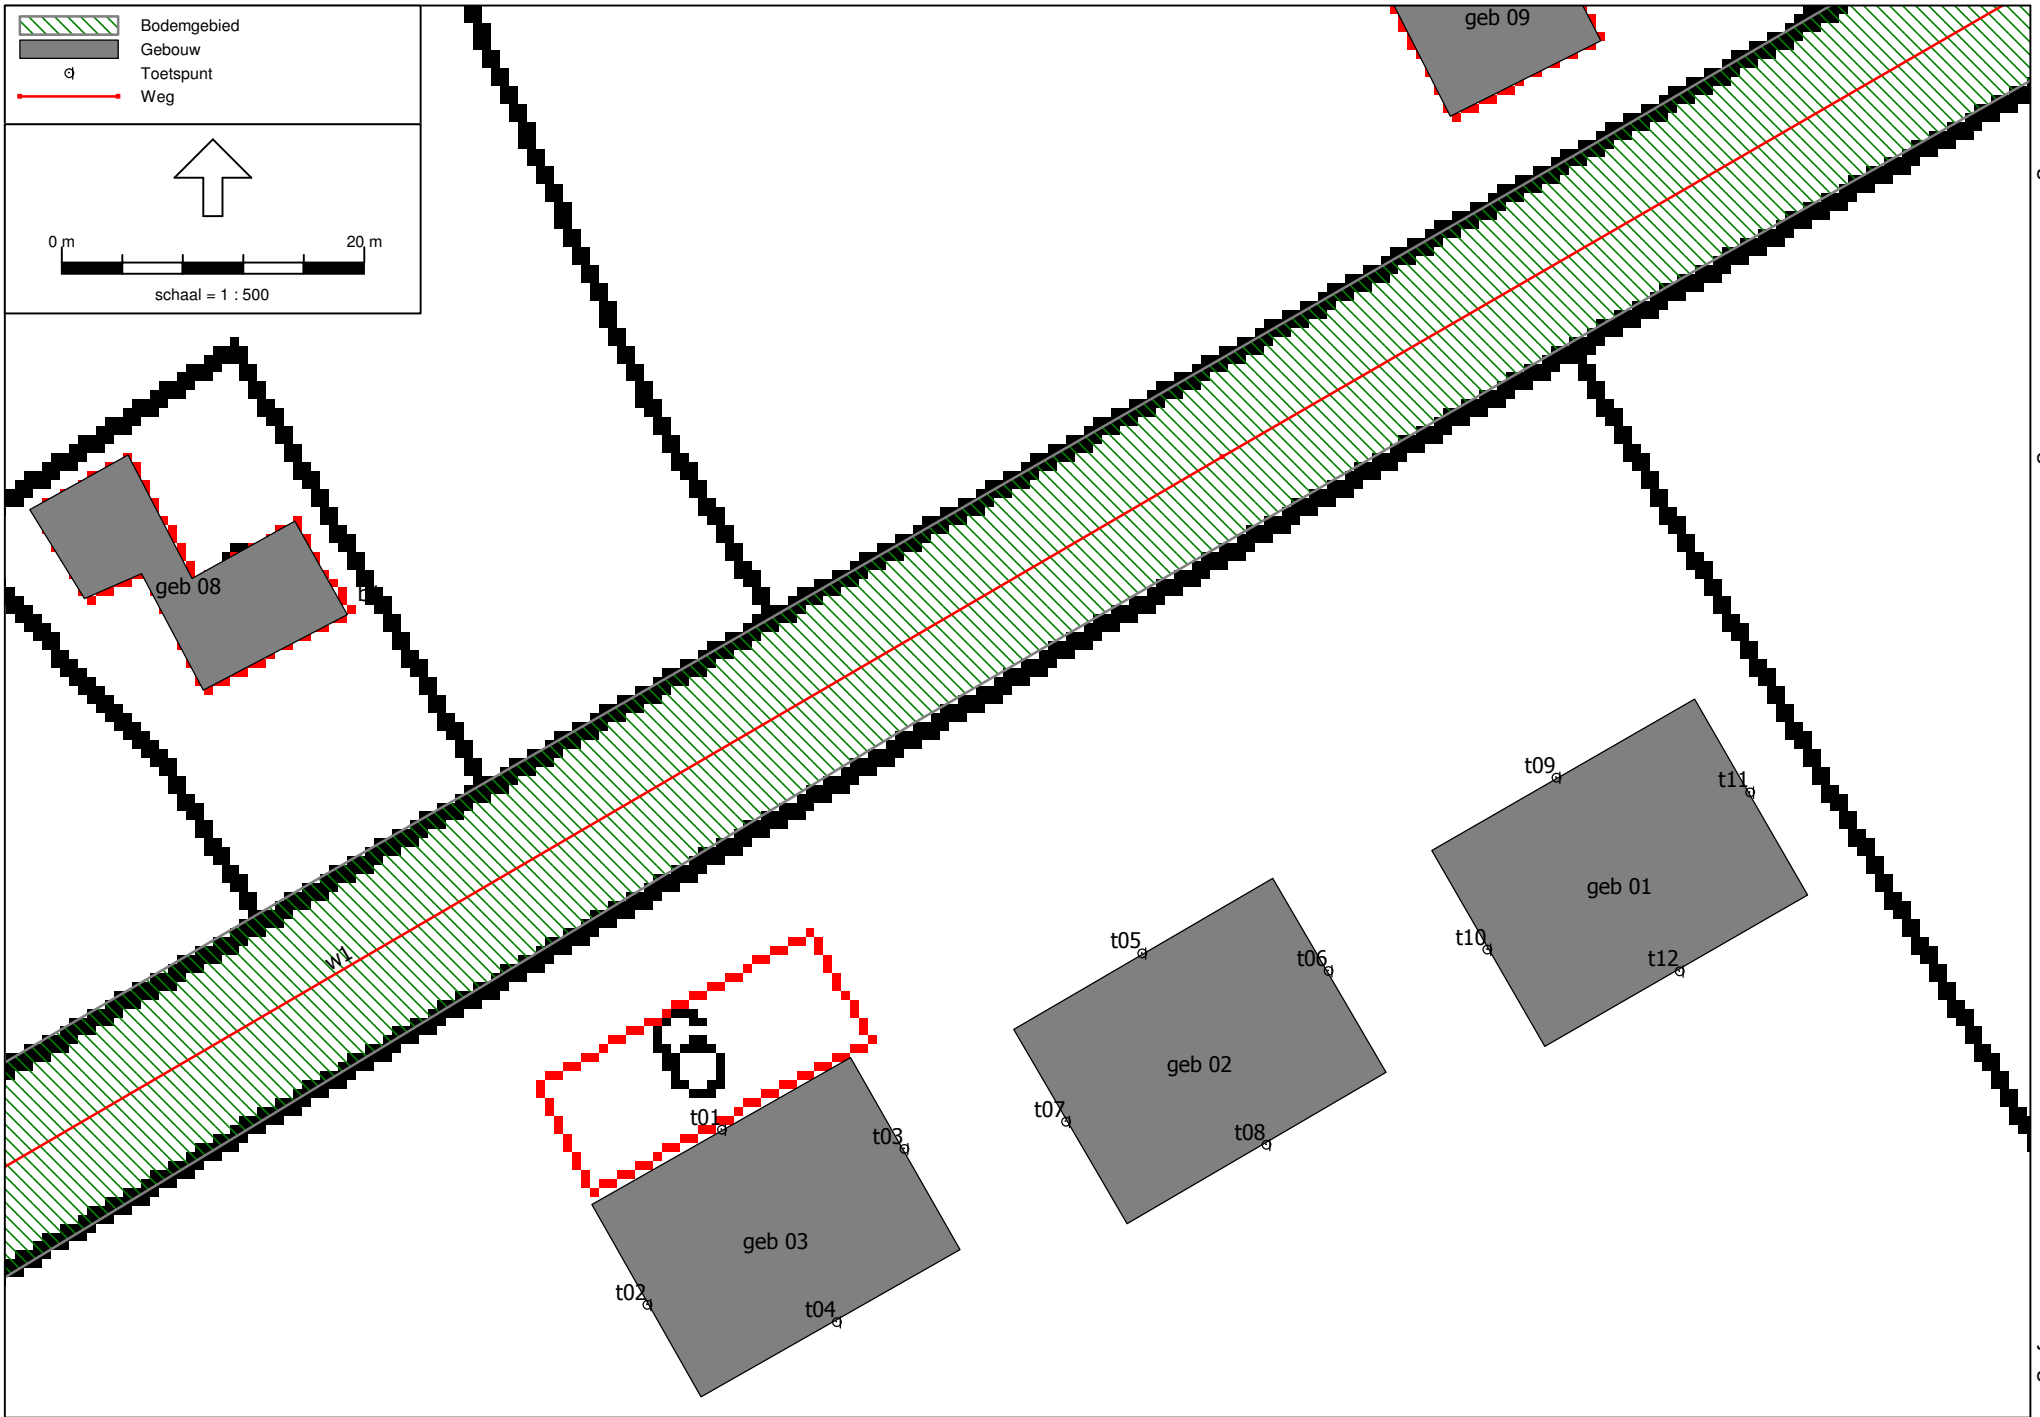 Bodemgebied
Gebouw
Toetspunt
Weg
0 m 20 m
schaal = 1 : 500
geb 09
geb 08
w1
6
t09
t11
geb 01
t10
t12
t05
t06
geb 02
t07
t08
t01
t03
geb 03
t02
t04